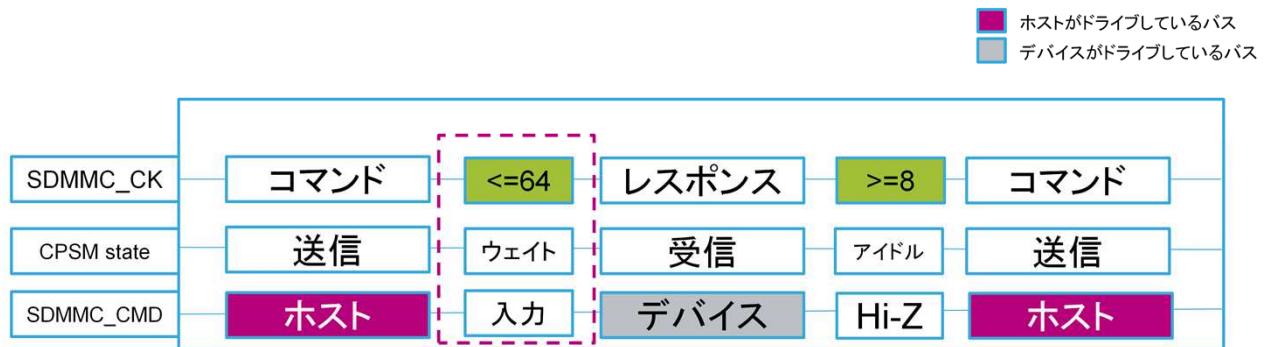 ホストがドライブしているバス
デバイスがドライブしているバス
SDMMC_CK コマンド <=64 レスポンス >=8 コマンド
CPSM state 送信 ウェイト 受信 アイドル 送信
SDMMC_CMD ホスト 入力 デバイス Hi-Z ホスト